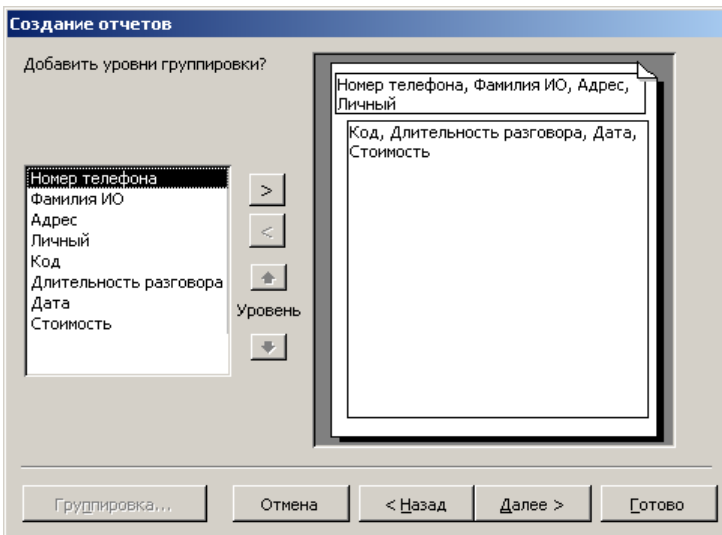 Создание отчетов
Добавить уровни группировки?
Номер телефона
Фамилия ИО
Адрес
Личный
Код
Длительность разговора
Дата
Стоимость
>
<
Уровень
Номер телефона, Фамилия ИО, Адрес,
Личный
Код, Длительность разговора, Дата,
Стоимость
Группировка...
Отмена
< Назад
Далее >
Готово